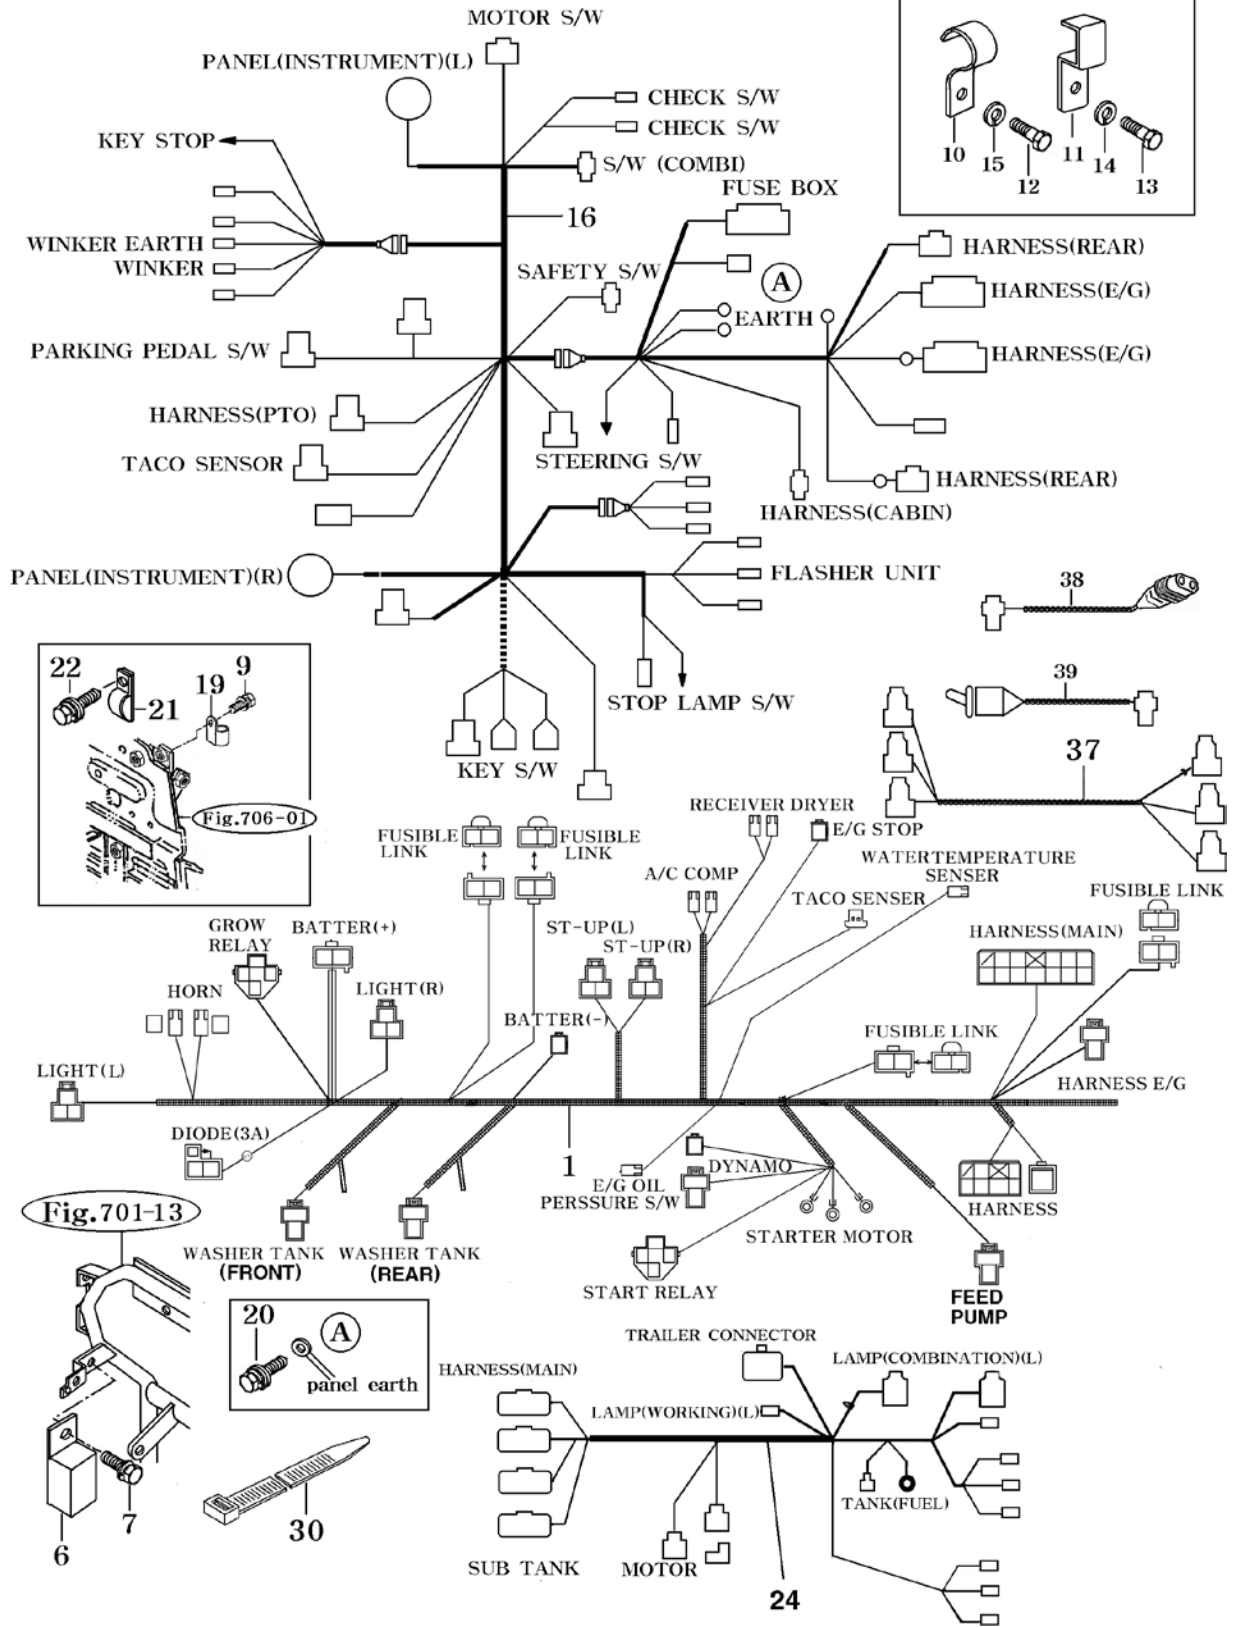 MOTOR S/W
PANEL(INSTRUMENT)(L)
CHECK S/W
CHECK S/W
KEY STOP
S/W (COMBI)
FUSE BOX
10
15
12
11
14
13
16
WINKER EARTH
WINKER
SAFETY S/W
A
EARTH
HARNESS(REAR)
HARNESS(E/G)
HARNESS(E/G)
PARKING PEDAL S/W
HARNESS(PTO)
TACO SENSOR
STEERING S/W
HARNESS(REAR)
HARNESS(CABIN)
PANEL(INSTRUMENT)(R)
FLASHER UNIT
38
STOP LAMP S/W
39
37
KEY S/W
22
21
19
9
Fig.706-01
FUSIBLE
LINK
FUSIBLE
LINK
RECEIVER DRYER
E/G STOP
WATERTEMPERATURE
SENSER
A/C COMP
TACO SENSER
FUSIBLE LINK
GROW
RELAY
BATTER(+)
ST-UP(L)
ST-UP(R)
HARNESS(MAIN)
HORN
LIGHT(R)
BATTER(-)
FUSIBLE LINK
LIGHT(L)
HARNESS E/G
DIODE(3A)
1
E/G OIL
PERSSURE S/W
DYNAMO
HARNESS
STARTER MOTOR
Fig.701-13
WASHER TANK
(FRONT)
WASHER TANK
(REAR)
START RELAY
FEED
PUMP
20
A
panel earth
TRAILER CONNECTOR
HARNESS(MAIN)
LAMP(COMBINATION)(L)
LAMP(WORKING)(L)
TANK(FUEL)
6
7
30
SUB TANK
MOTOR
24